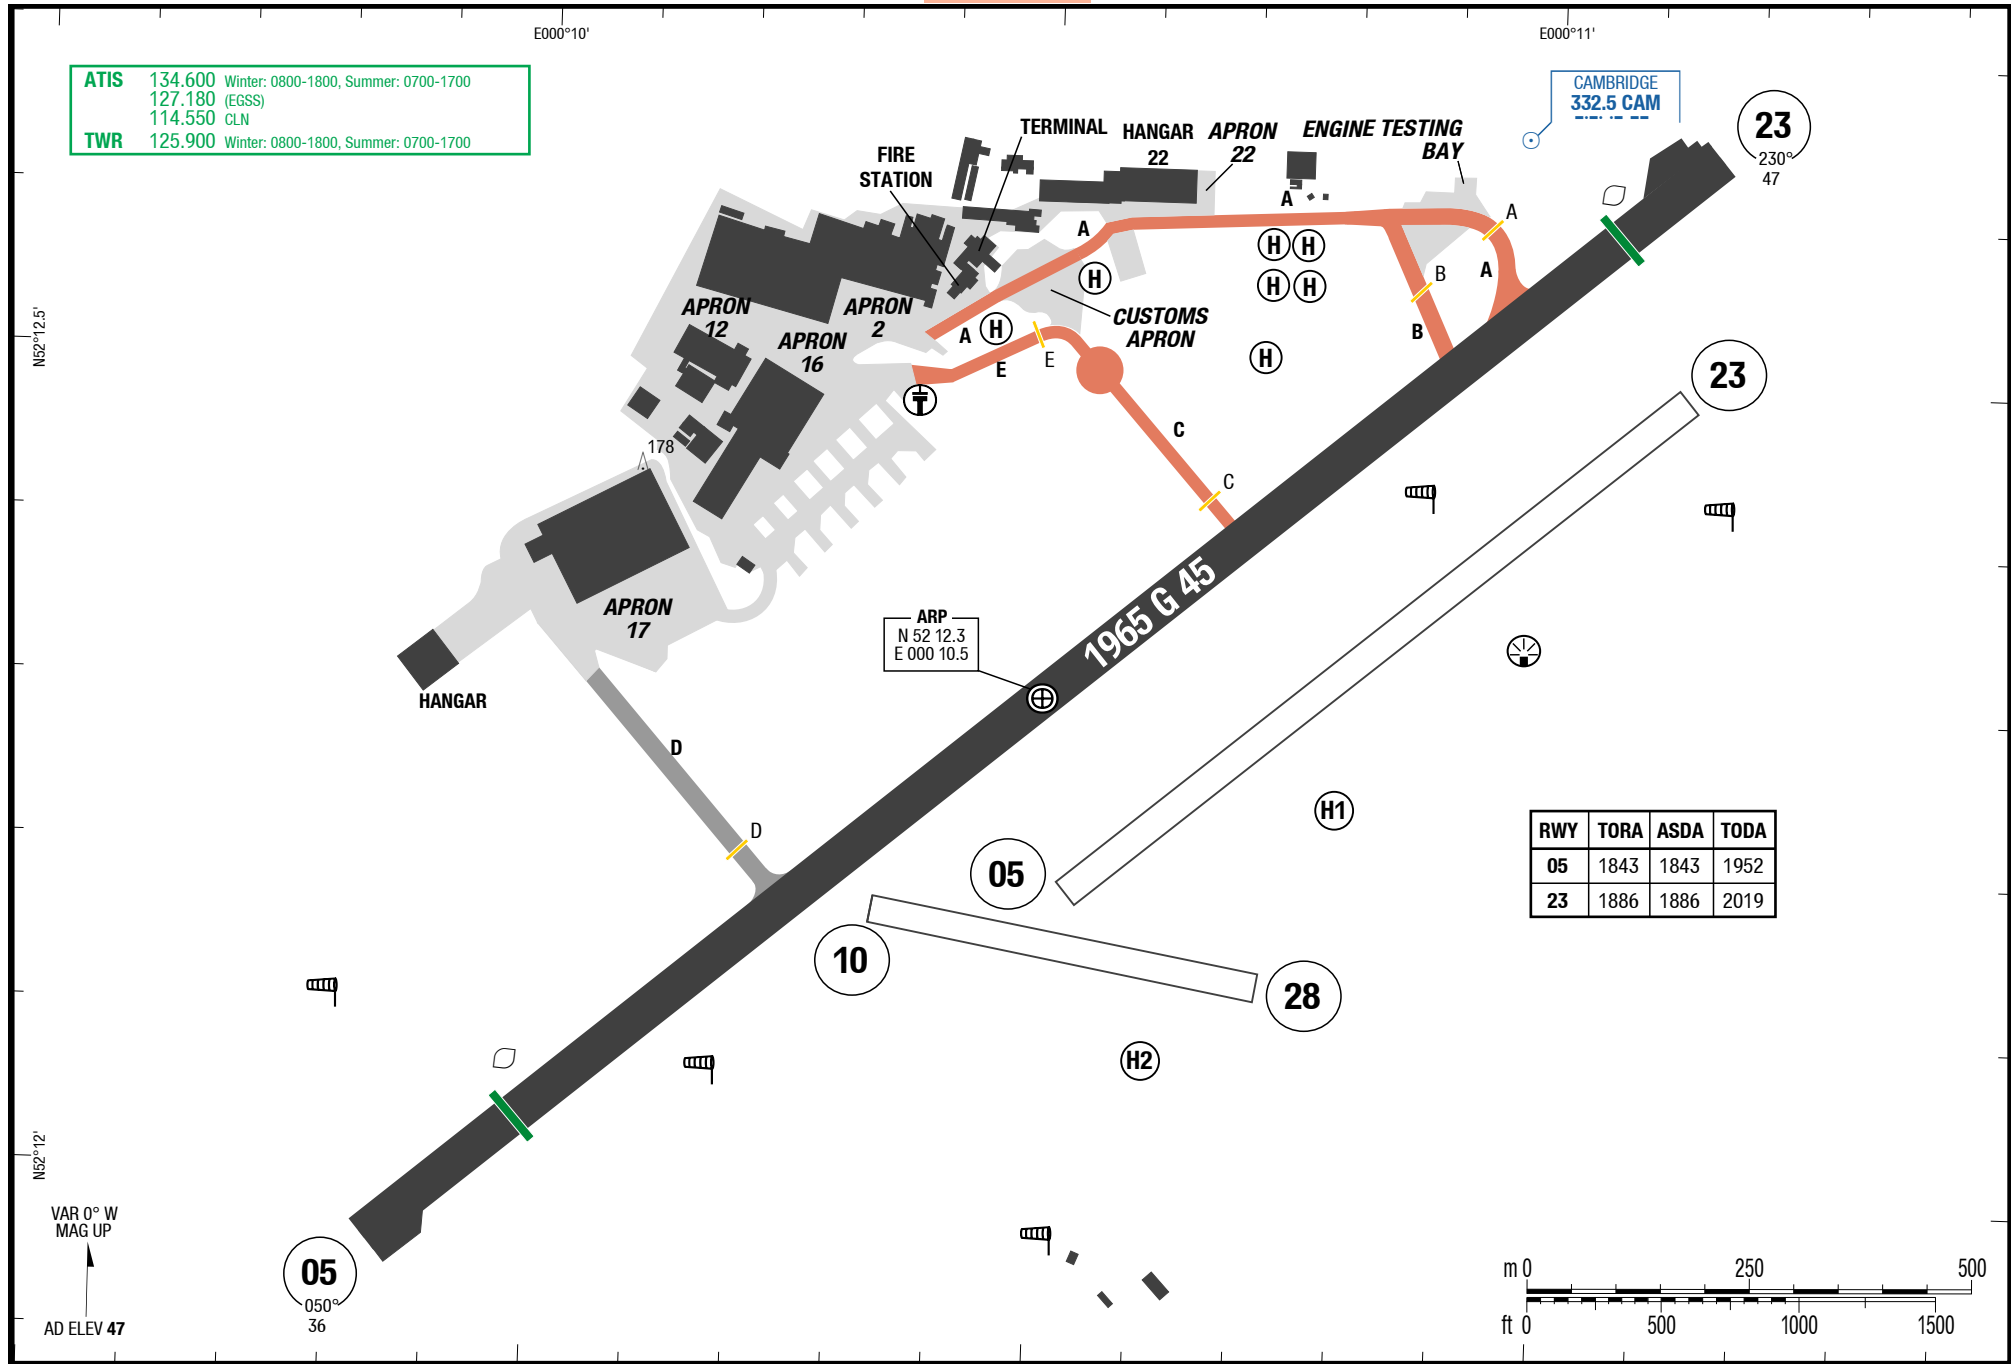 E000°10'
E000°11'
ATIS 134.600 Winter: 0800-1800, Summer: 0700-1700
127.180 (EGSS)
114.550 CLN
TWR 125.900 Winter: 0800-1800, Summer: 0700-1700
CAMBRIDGE
332.5 CAM
23
230°
47
TERMINAL
HANGAR
22
APRON
22
ENGINE TESTING
BAY
FIRE
STATION
A
A
A
A
H
H
H
H
H
B
B
APRON
12
APRON
2
APRON
16
CUSTOMS
APRON
A
H
E
E
H
N52°12.5'
23
C
C
178
1965 G 45
APRON
17
ARP
N 52 12.3
E 000 10.5
HANGAR
D
D
H1
05
10
28
H2
RWY TORA ASDA TODA
05 1843 1843 1952
23 1886 1886 2019
N52°12'
VAR 0° W
MAG UP
AD ELEV 47
05
050°
36
m 0 250 500
ft 0 500 1000 1500